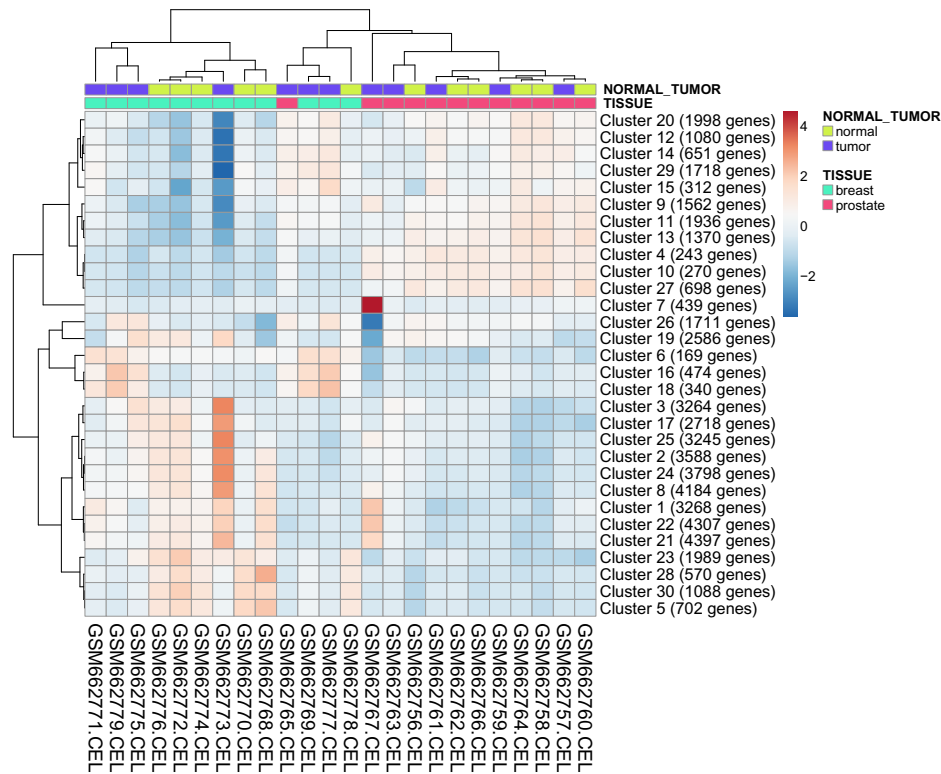 NORMAL_TUMOR
TISSUE
Cluster 20 (1998 genes)
Cluster 12 (1080 genes)
Cluster 14 (651 genes)
Cluster 29 (1718 genes)
Cluster 15 (312 genes)
Cluster 9 (1562 genes)
Cluster 11 (1936 genes)
Cluster 13 (1370 genes)
Cluster 4 (243 genes)
Cluster 10 (270 genes)
Cluster 27 (698 genes)
Cluster 7 (439 genes)
Cluster 26 (1711 genes)
Cluster 19 (2586 genes)
Cluster 6 (169 genes)
Cluster 16 (474 genes)
Cluster 18 (340 genes)
Cluster 3 (3264 genes)
Cluster 17 (2718 genes)
Cluster 25 (3245 genes)
Cluster 2 (3588 genes)
Cluster 24 (3798 genes)
Cluster 8 (4184 genes)
Cluster 1 (3268 genes)
Cluster 22 (4307 genes)
Cluster 21 (4397 genes)
Cluster 23 (1989 genes)
Cluster 28 (570 genes)
Cluster 30 (1088 genes)
Cluster 5 (702 genes)
4
2
0
−2
NORMAL_TUMOR
normal
tumor
TISSUE
breast
prostate
GSM662771.CEL
GSM662779.CEL
GSM662775.CEL
GSM662776.CEL
GSM662772.CEL
GSM662774.CEL
GSM662773.CEL
GSM662770.CEL
GSM662768.CEL
GSM662765.CEL
GSM662769.CEL
GSM662777.CEL
GSM662778.CEL
GSM662767.CEL
GSM662763.CEL
GSM662756.CEL
GSM662761.CEL
GSM662762.CEL
GSM662766.CEL
GSM662759.CEL
GSM662764.CEL
GSM662758.CEL
GSM662757.CEL
GSM662760.CEL